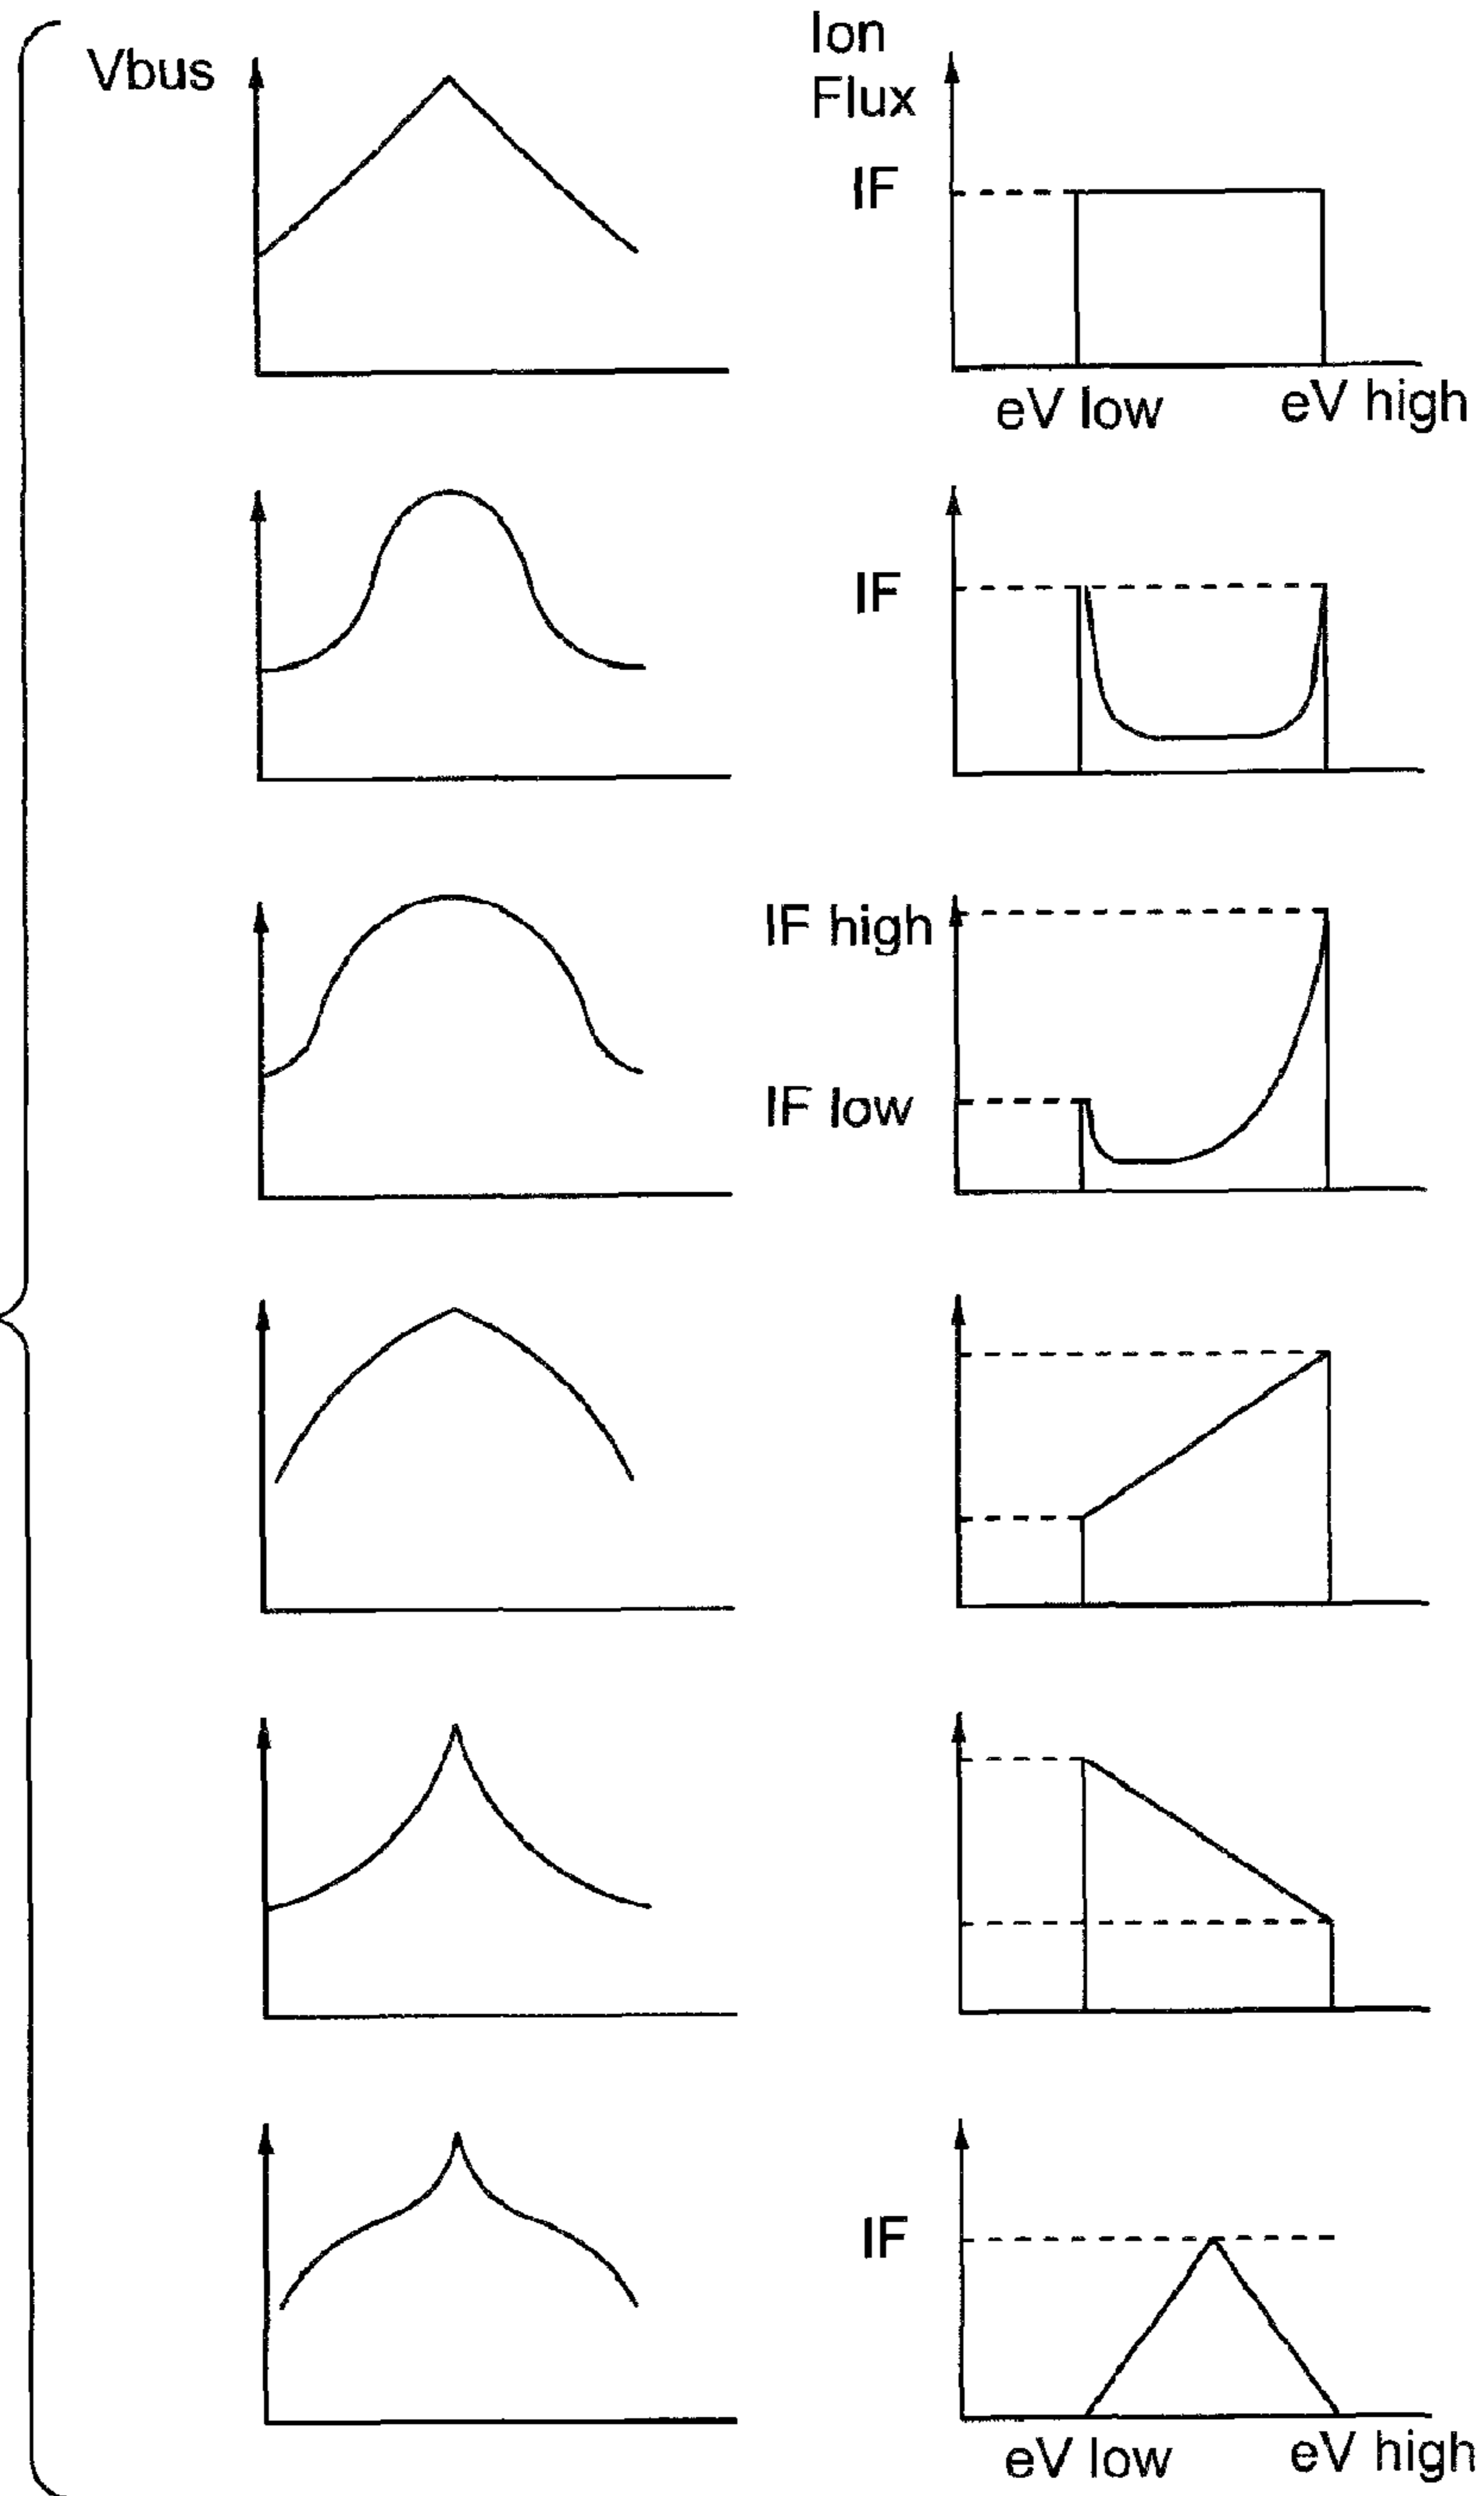 Vbus
Ion
Flux
IF
eV low
eV high
IF
IF high
IF low
IF
eV low
eV high